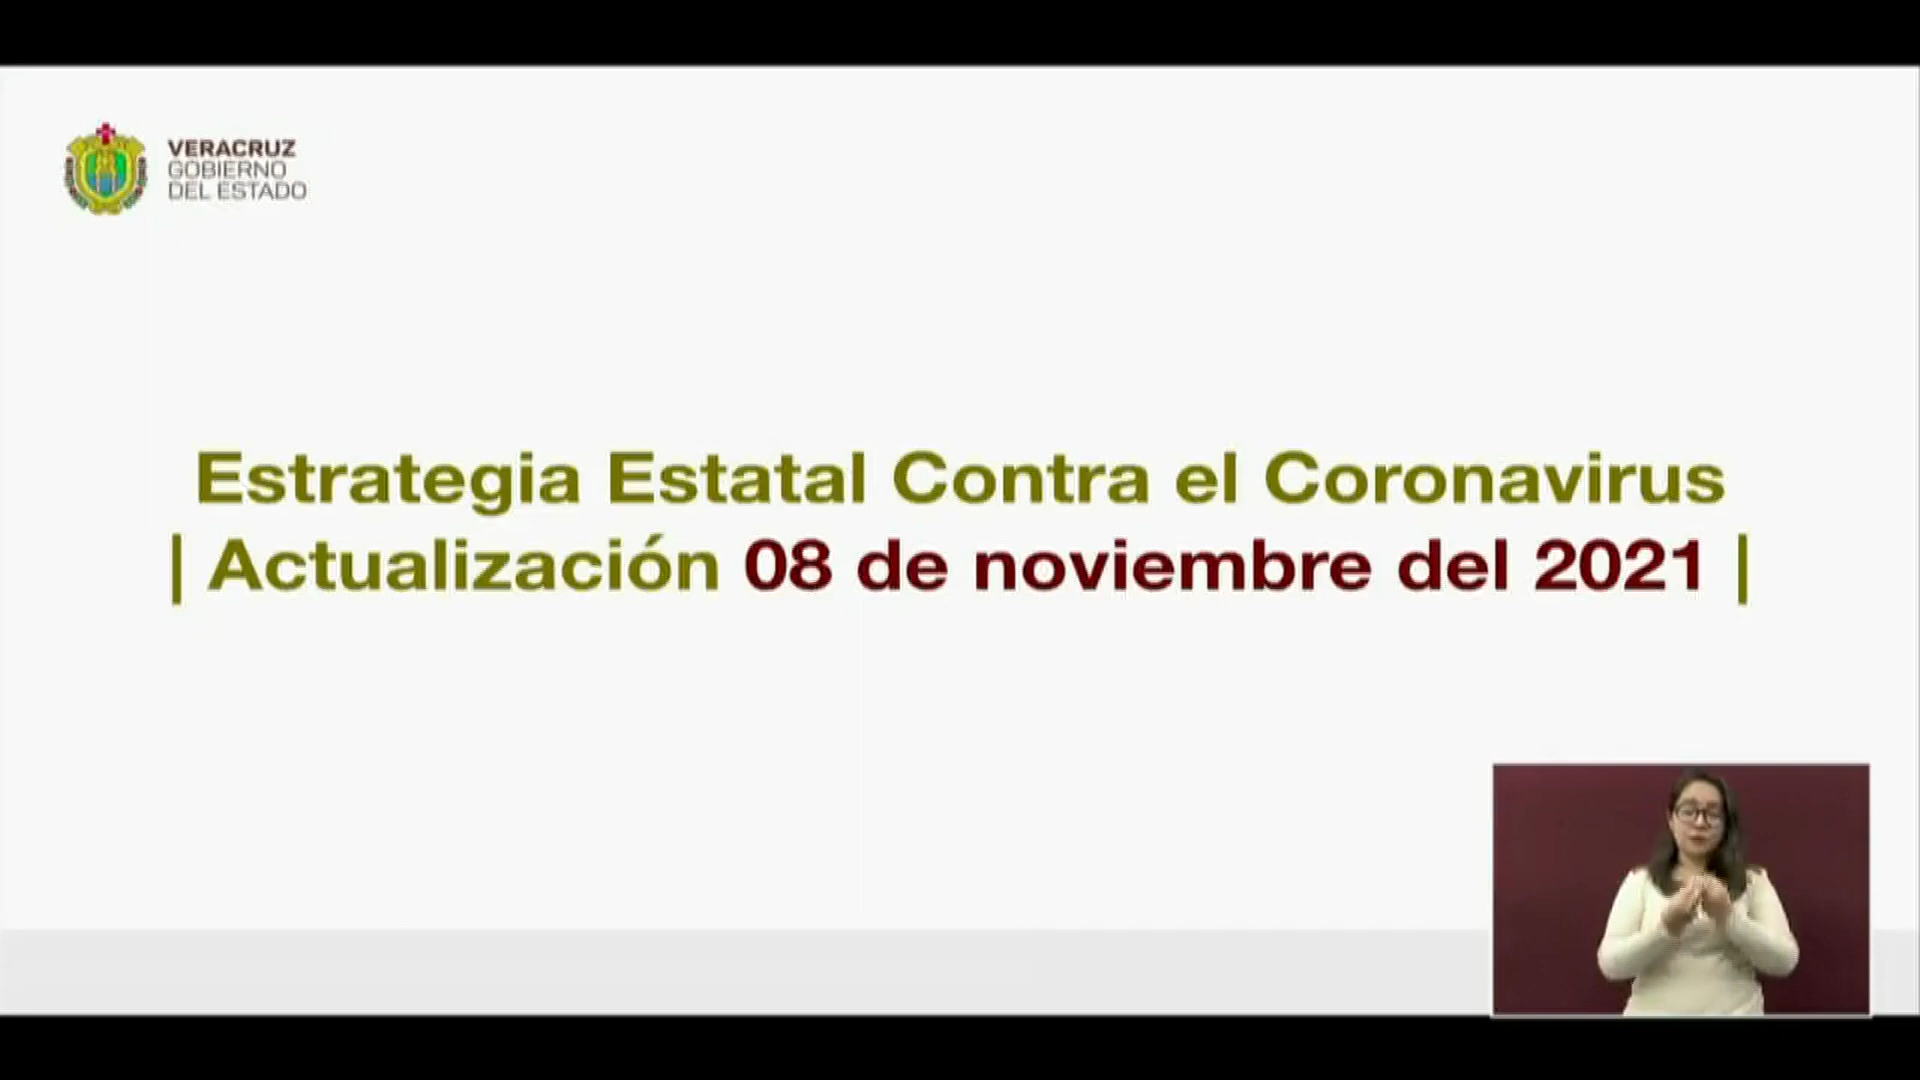 VERACRUZ
GOBIERNO
DEL ESTADO
Estrategia Estatal Contra el Coronavirus
| Actualización 08 de noviembre del 2021 |